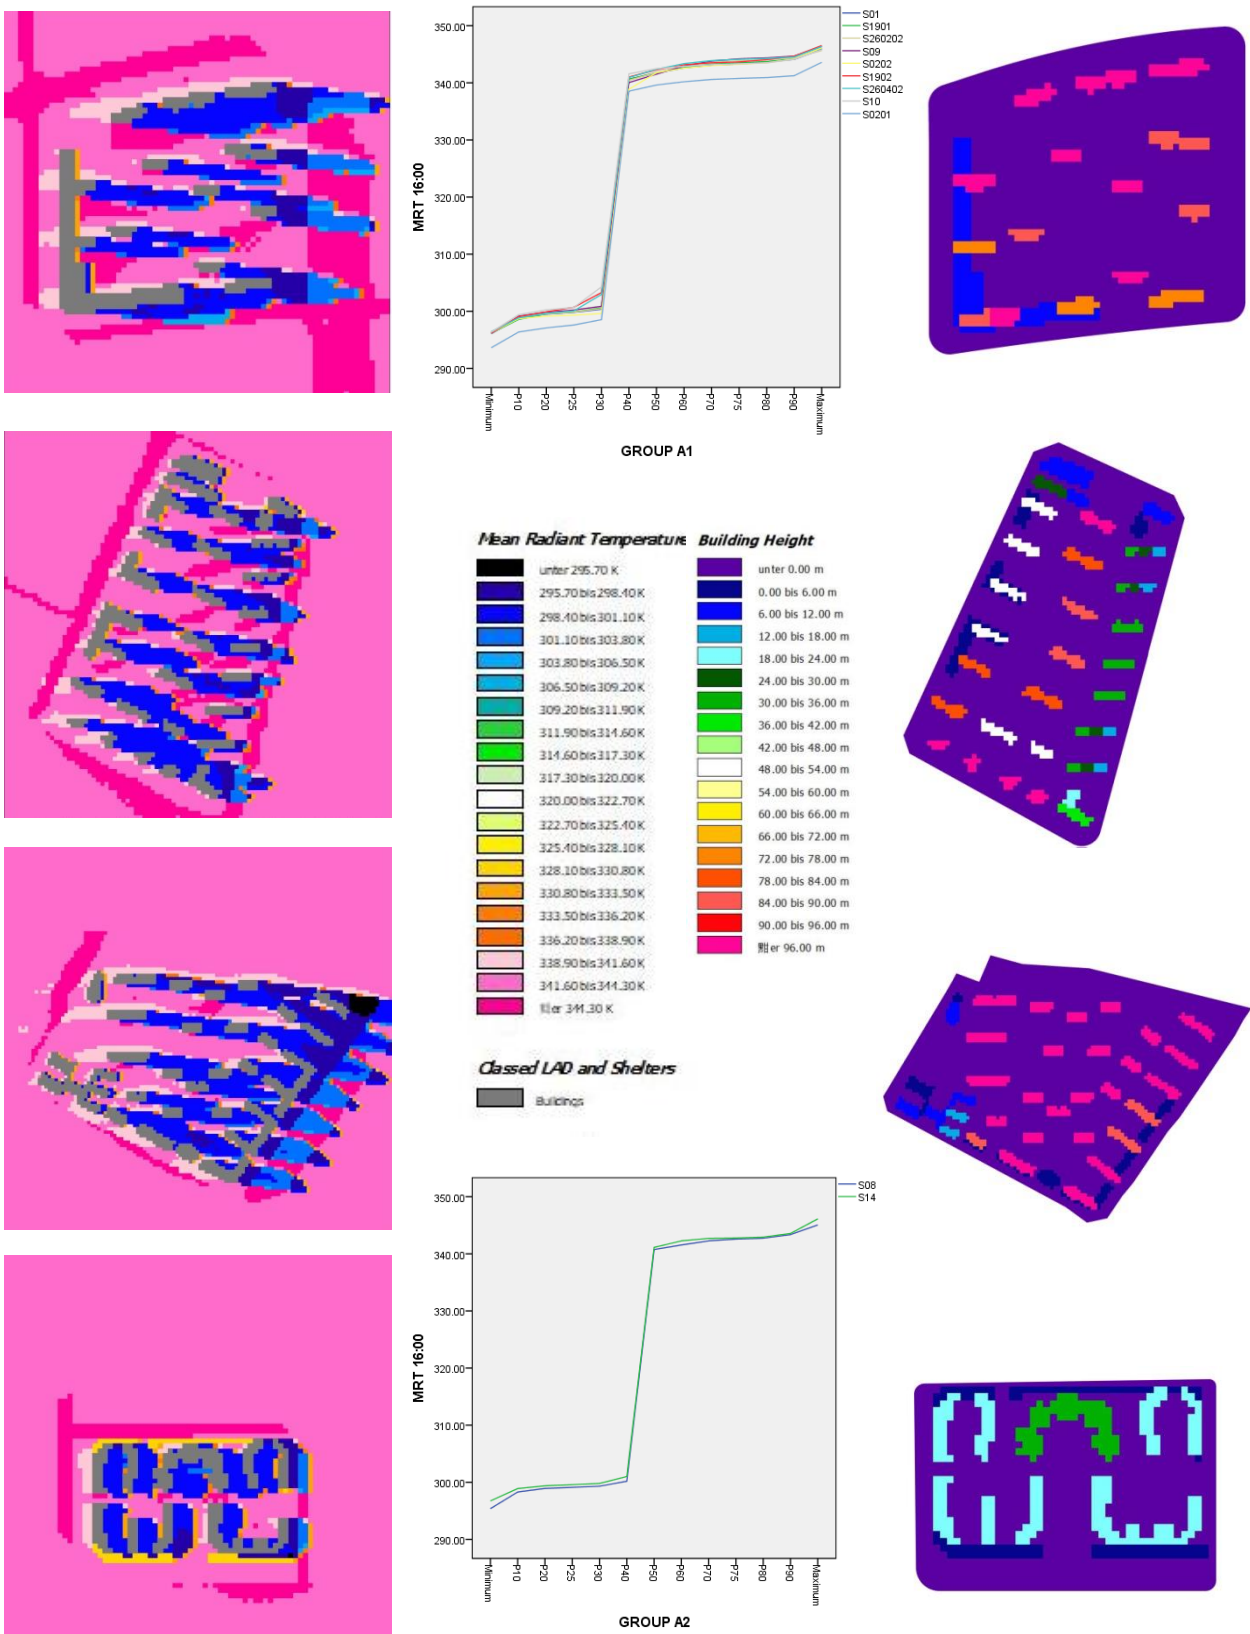 350.00
340.00
330.00
320.00
310.00
300.00
290.00
MRT 16:00
Minimum
P10
P20
P25
P30
P40
P50
P60
P70
P75
P80
P90
Maximum
GROUP A1
S01
S1901
S260202
S09
S0202
S1902
S260402
S10
S0201
Mean Radiant Temperature
unter 295.70 K
295.70 bis 298.40 K
298.40 bis 301.10 K
301.10 bis 303.80 K
303.80 bis 306.50 K
306.50 bis 309.20 K
309.20 bis 311.90 K
311.90 bis 314.60 K
314.60 bis 317.30 K
317.30 bis 320.00 K
320.00 bis 322.70 K
322.70 bis 325.40 K
325.40 bis 328.10 K
328.10 bis 330.80 K
330.80 bis 333.50 K
333.50 bis 336.20 K
336.20 bis 338.90 K
338.90 bis 341.60 K
341.60 bis 344.30 K
er 344.30 K
Building Height
unter 0.00 m
0.00 bis 6.00 m
6.00 bis 12.00 m
12.00 bis 18.00 m
18.00 bis 24.00 m
24.00 bis 30.00 m
30.00 bis 36.00 m
36.00 bis 42.00 m
42.00 bis 48.00 m
48.00 bis 54.00 m
54.00 bis 60.00 m
60.00 bis 66.00 m
66.00 bis 72.00 m
72.00 bis 78.00 m
78.00 bis 84.00 m
84.00 bis 90.00 m
90.00 bis 96.00 m
er 96.00 m
Classed LAD and Shelters
Buildings
350.00
340.00
330.00
320.00
310.00
300.00
290.00
MRT 16:00
Minimum
P10
P20
P25
P30
P40
P50
P60
P70
P75
P80
P90
Maximum
GROUP A2
S08
S14